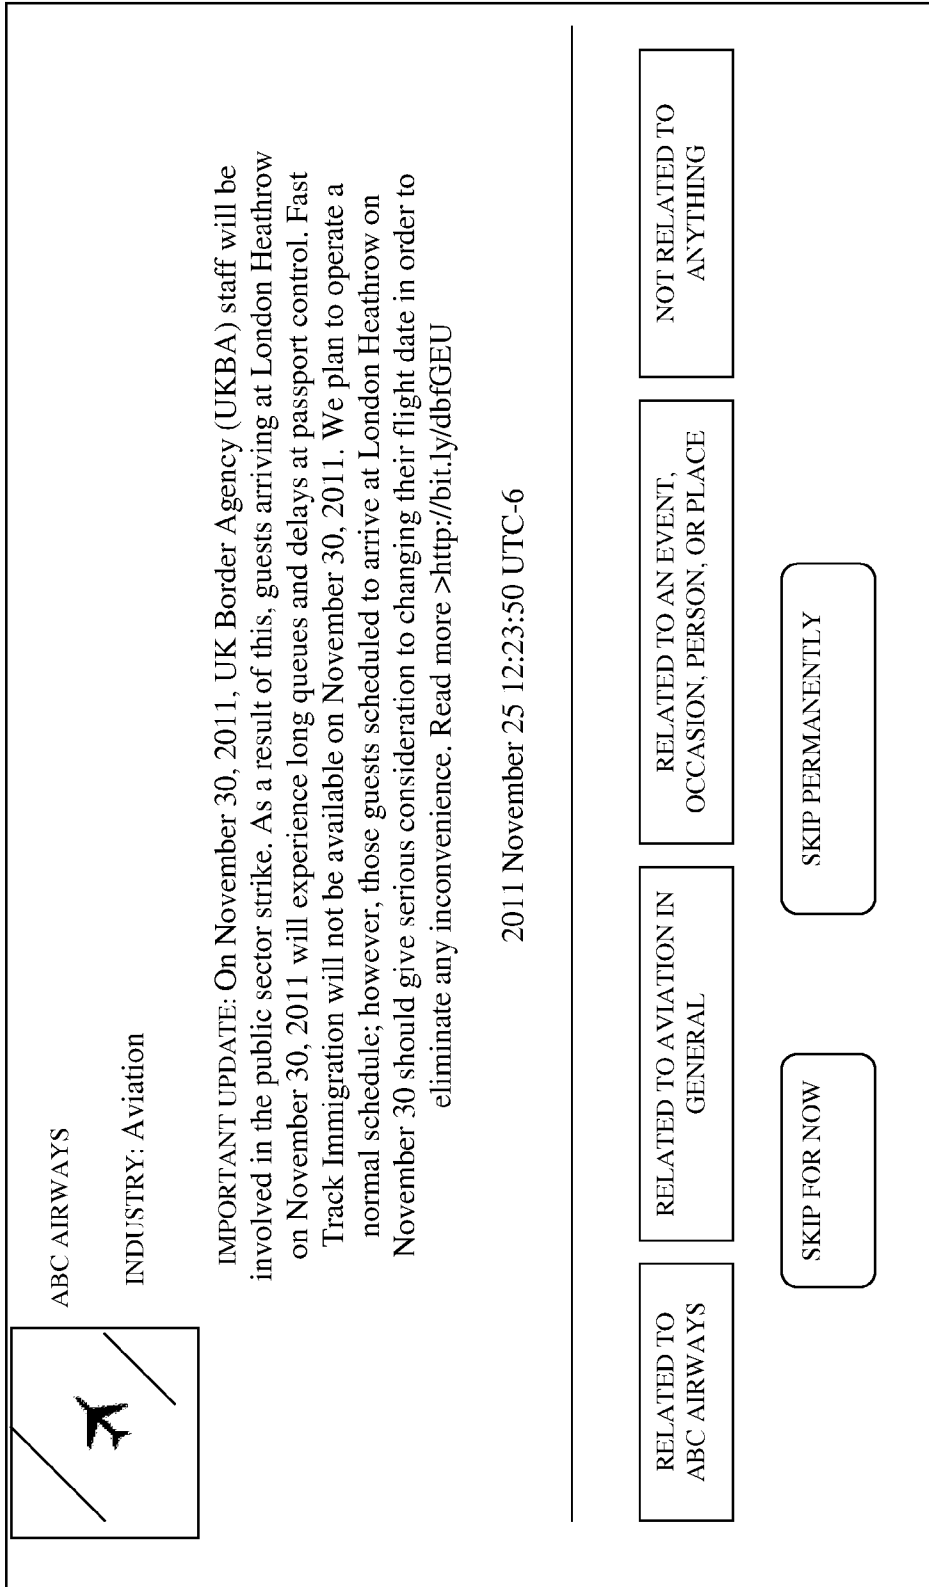 ABC AIRWAYS
INDUSTRY: Aviation
IMPORTANT UPDATE: On November 30, 2011, UK Border Agency (UKBA) staff will be
involved in the public sector strike. As a result of this, guests arriving at London Heathrow
on November 30, 2011 will experience long queues and delays at passport control. Fast
Track Immigration will not be available on November 30, 2011. We plan to operate a
normal schedule; however, those guests scheduled to arrive at London Heathrow on
November 30 should give serious consideration to changing their flight date in order to
eliminate any inconvenience. Read more >http://bit.ly/dbfGEU
2011 November 25 12:23:50 UTC-6
RELATED TO
ABC AIRWAYS
RELATED TO AVIATION IN
GENERAL
RELATED TO AN EVENT,
OCCASION, PERSON, OR PLACE
NOT RELATED TO
ANYTHING
SKIP FOR NOW
SKIP PERMANENTLY